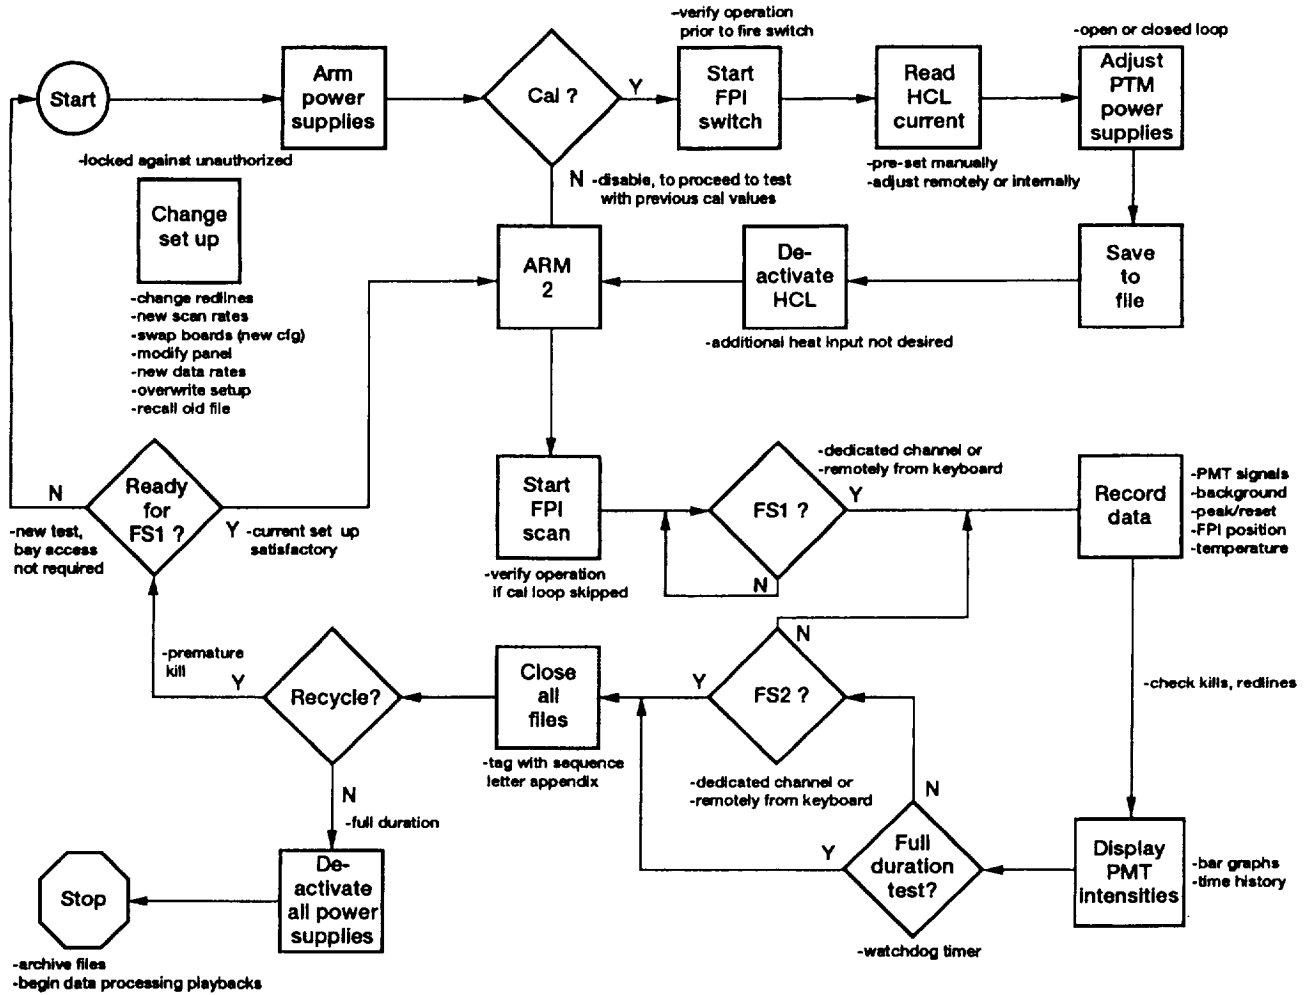 -verify operation
prior to fire switch
-open or closed loop
Start
Arm
power
supplies
Cal ?
Y
Start
FPI
switch
Read
HCL
current
Adjust
PTM
power
supplies
-locked against unauthorized
N
-disable, to proceed to test
with previous cal values
-pre-set manually
-adjust remotely or internally
Change
set up
ARM
2
De-
activate
HCL
Save
to
file
-change redlines
-new scan rates
-swap boards (new cfg)
-modify panel
-new data rates
-overwrite setup
-recall old file
-additional heat input not desired
Ready
for
FS1 ?
N
-new test,
bay access
not required
Y
-current set up
satisfactory
Start
FPI
scan
-verify operation
if cal loop skipped
FS1 ?
-dedicated channel or
-remotely from keyboard
Y
N
Record
data
-PMT signals
-background
-peak/reset
-FPI position
-temperature
-premature
kill
Y
Recycle?
Close
all
files
-tag with sequence
letter appendix
Y
FS2 ?
N
-dedicated channel or
-remotely from keyboard
-check kills, redlines
N
-full duration
N
Y
Full
duration
test?
-watchdog timer
Display
PMT
intensities
-bar graphs
-time history
Stop
De-
activate
all power
supplies
-archive files
-begin data processing playbacks